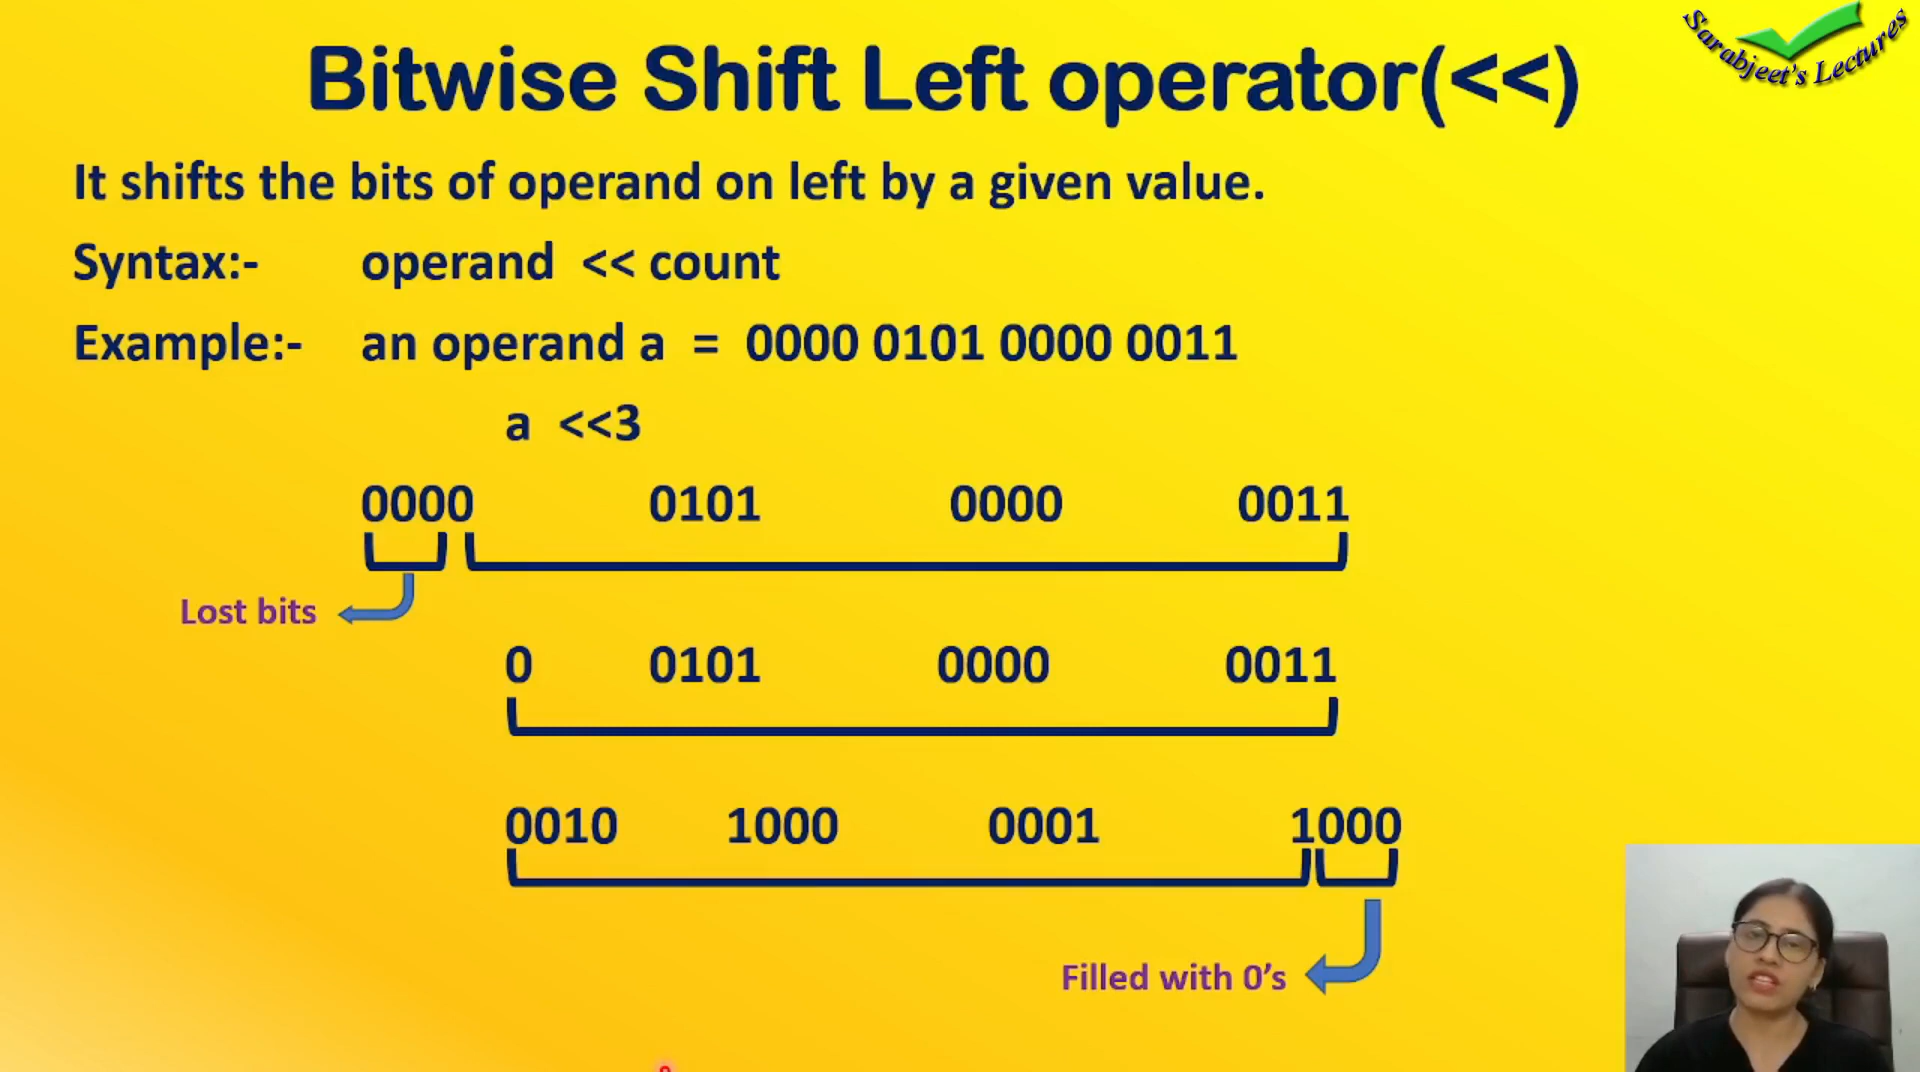 Sarabjeet's Lectures
Bitwise Shift Left operator(<<)
It shifts the bits of operand on left by a given value.
Syntax:- operand << count
Example:- an operand a = 0000 0101 0000 0011
a <<3
0000 0101 0000 0011
Lost bits
0 0101 0000 0011
0010 1000 0001 1000
Filled with 0’s